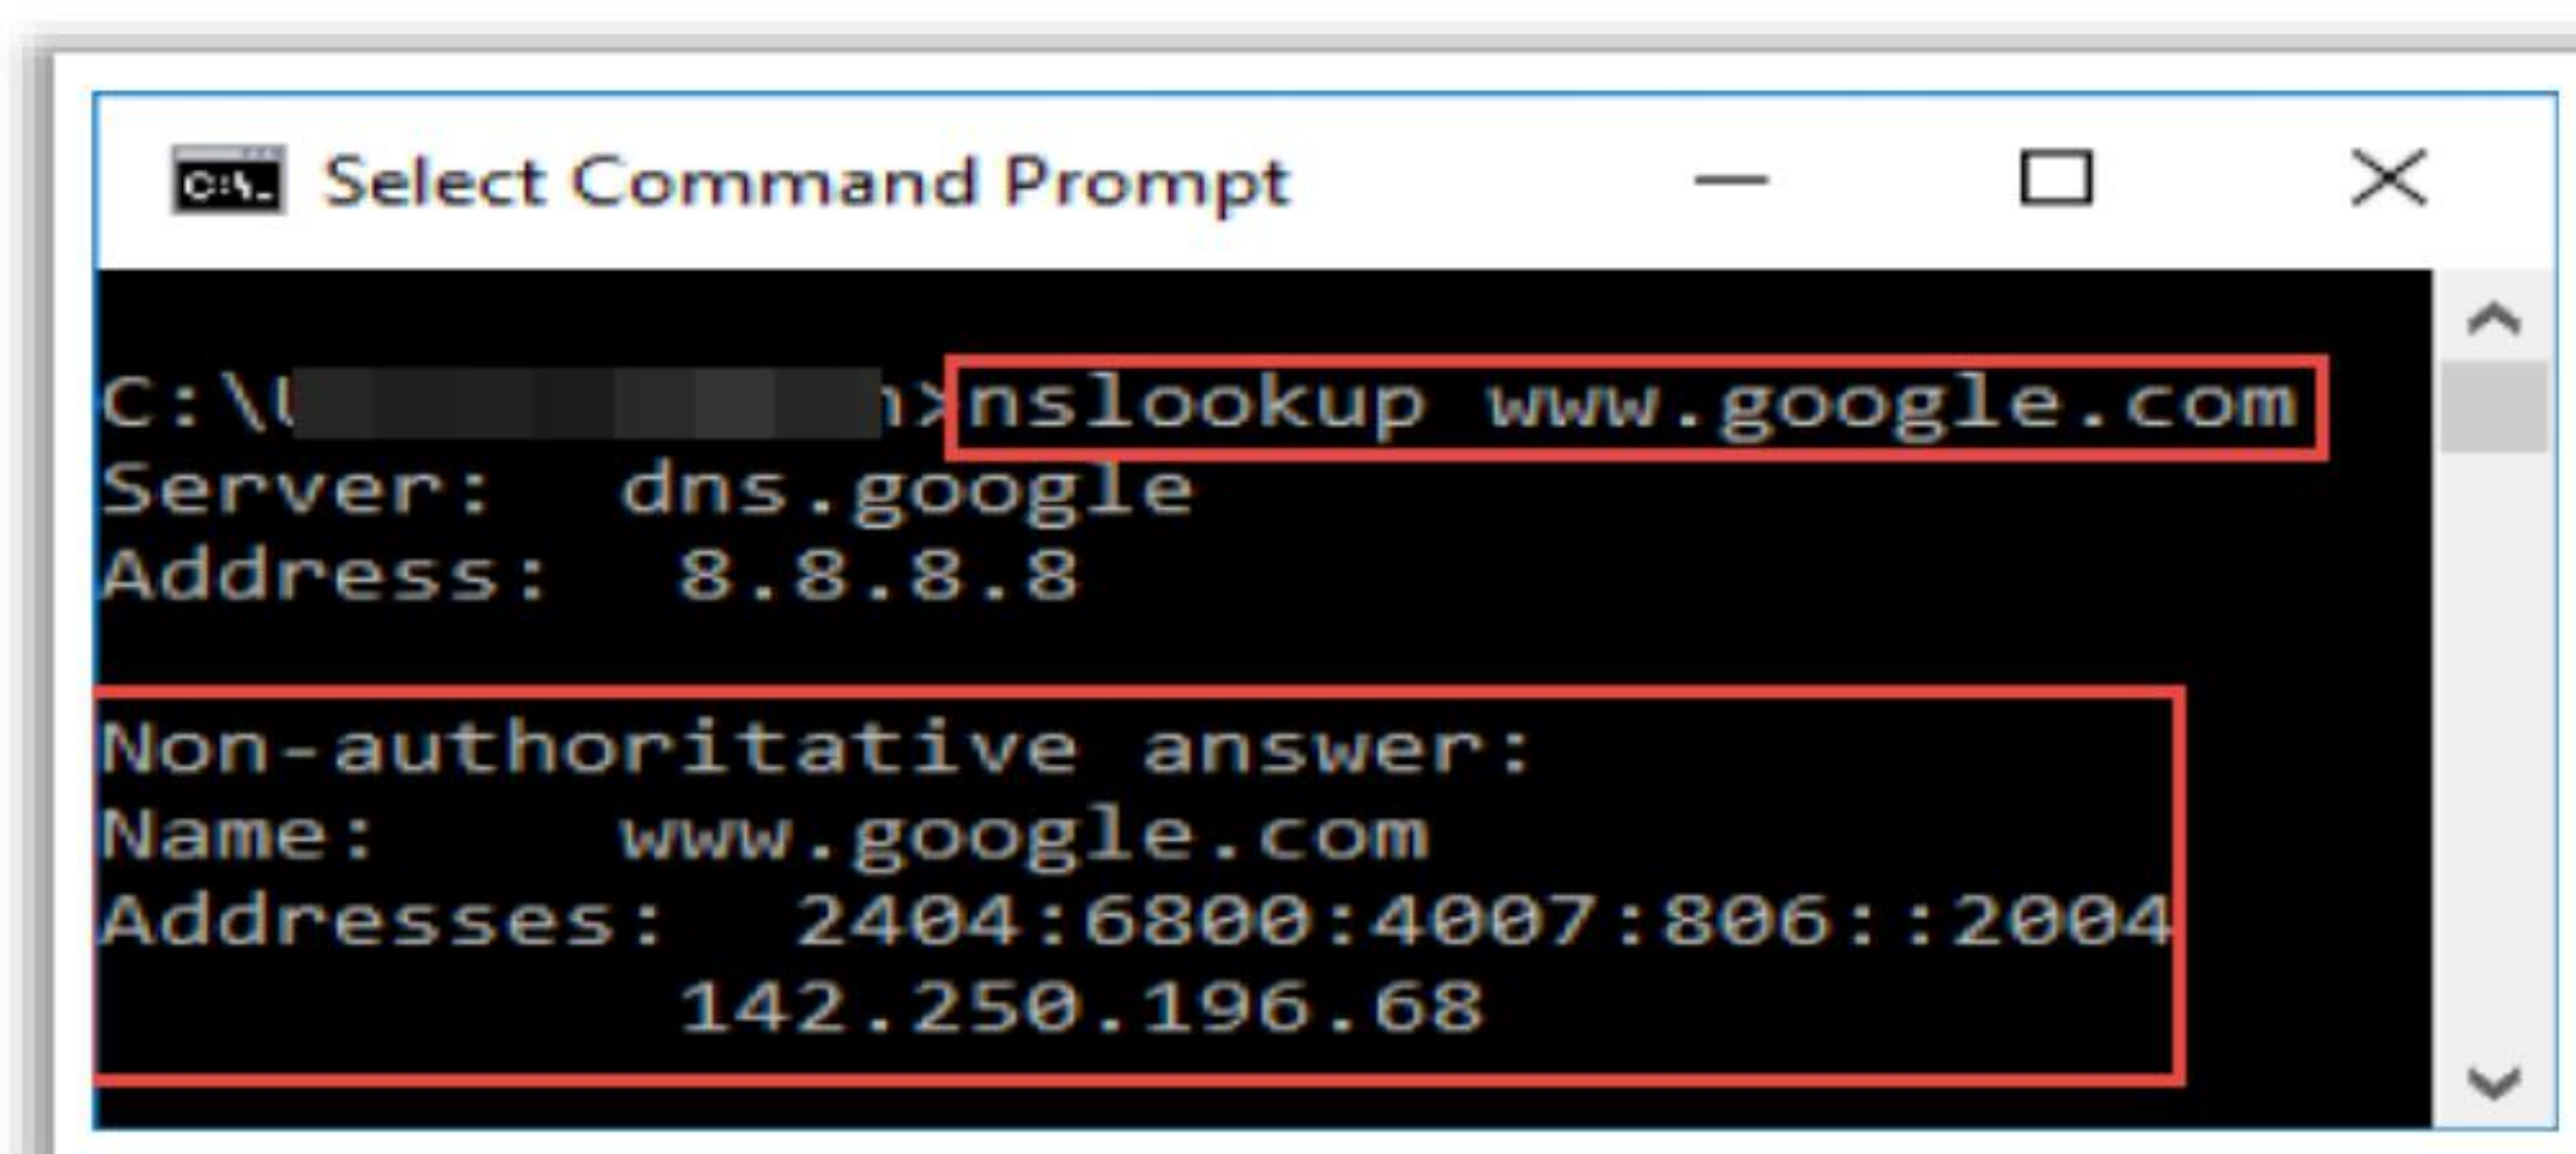 Select Command Prompt
C:\ >nslookup www.google.com
Server:  dns.google
Address:  8.8.8.8
Non-authoritative answer:
Name:    www.google.com
Addresses:  2404:6800:4007:806::2004
142.250.196.68